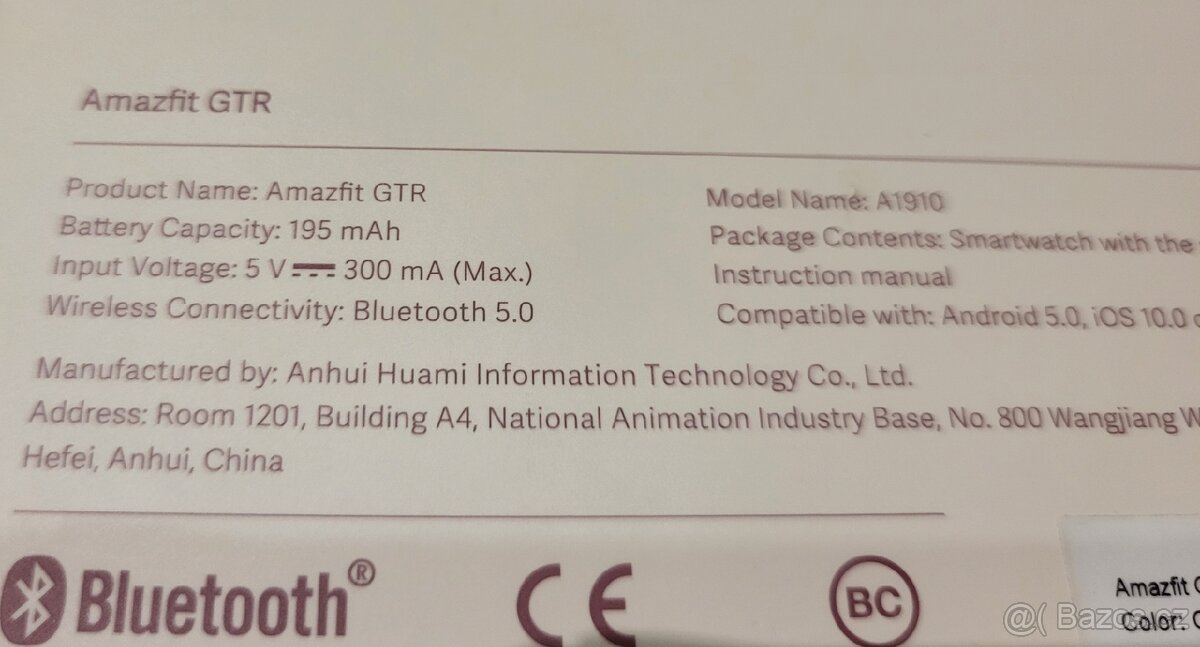 Amazfit GTR
Product Name: Amazfit GTR
Battery Capacity: 195 mAh
Input Voltage: 5 V⎓300 mA (Max.)
Wireless Connectivity: Bluetooth 5.0
Model Name: A1910
Package Contents: Smartwatch with the
Instruction manual
Compatible with: Android 5.0, iOS 10.0
Manufactured by: Anhui Huami Information Technology Co., Ltd.
Address: Room 1201, Building A4, National Animation Industry Base, No. 800 Wangjiang W
Hefei, Anhui, China
Bluetooth®
CE
BC
Amazfit
Color:
@( Bazos.cz